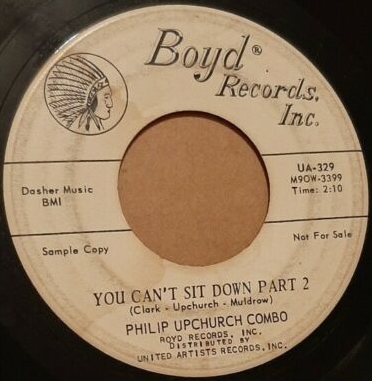 Boyd®
Records,
Inc.
UA-329
M9OW-3399
Time: 2:10
Dasher Music
BMI
Sample Copy
Not For Sale
YOU CAN'T SIT DOWN PART 2
(Clark - Upchurch - Muldrow)
PHILIP UPCHURCH COMBO
BOYD RECORDS, INC.
DISTRIBUTED BY
UNITED ARTISTS RECORDS, INC.